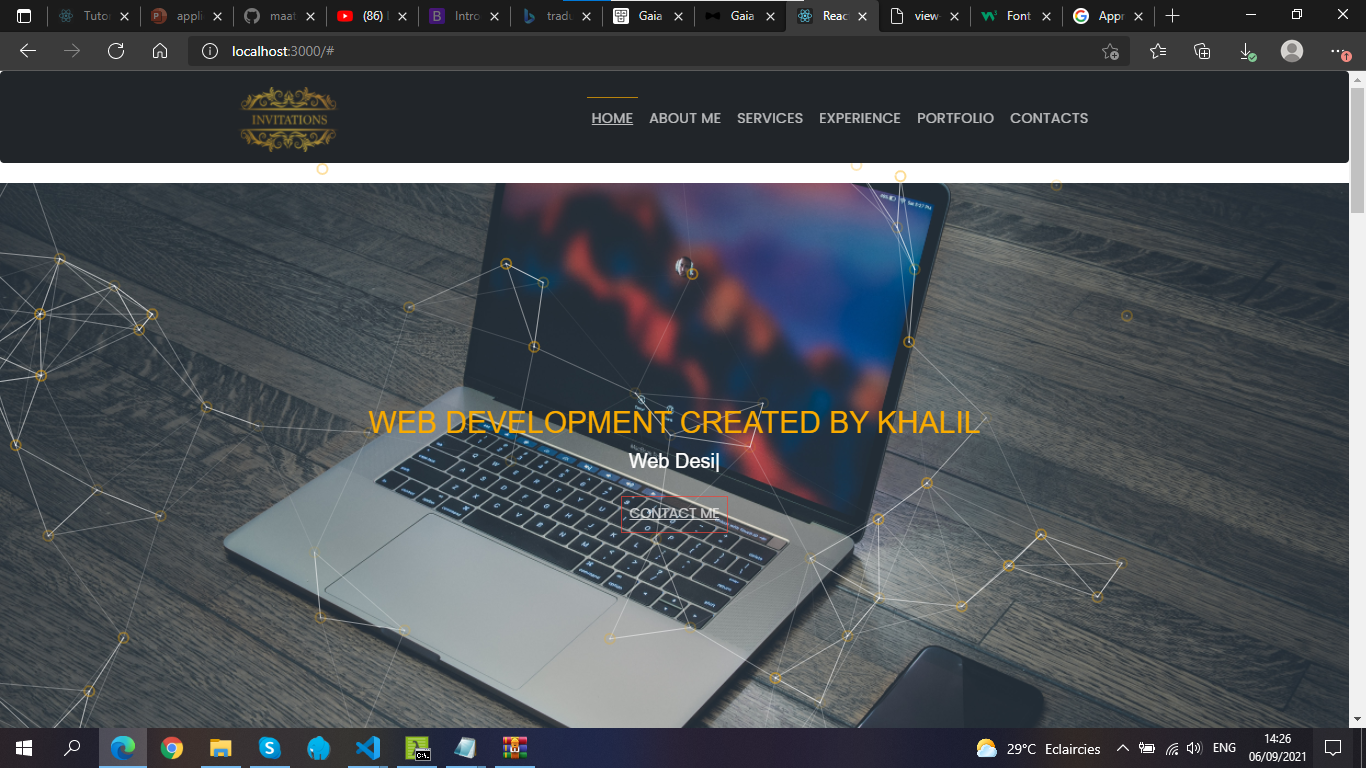 Tutor
appli
maat
(86)
Intro
tradu
Gaia
Gaia
Reac
view-
Font
Appr
localhost:3000/#
INVITATIONS
HOME ABOUT ME SERVICES EXPERIENCE PORTFOLIO CONTACTS
WEB DEVELOPMENT CREATED BY KHALIL
Web Desi|
CONTACT ME
29°C Eclaircies
ENG
14:26
06/09/2021